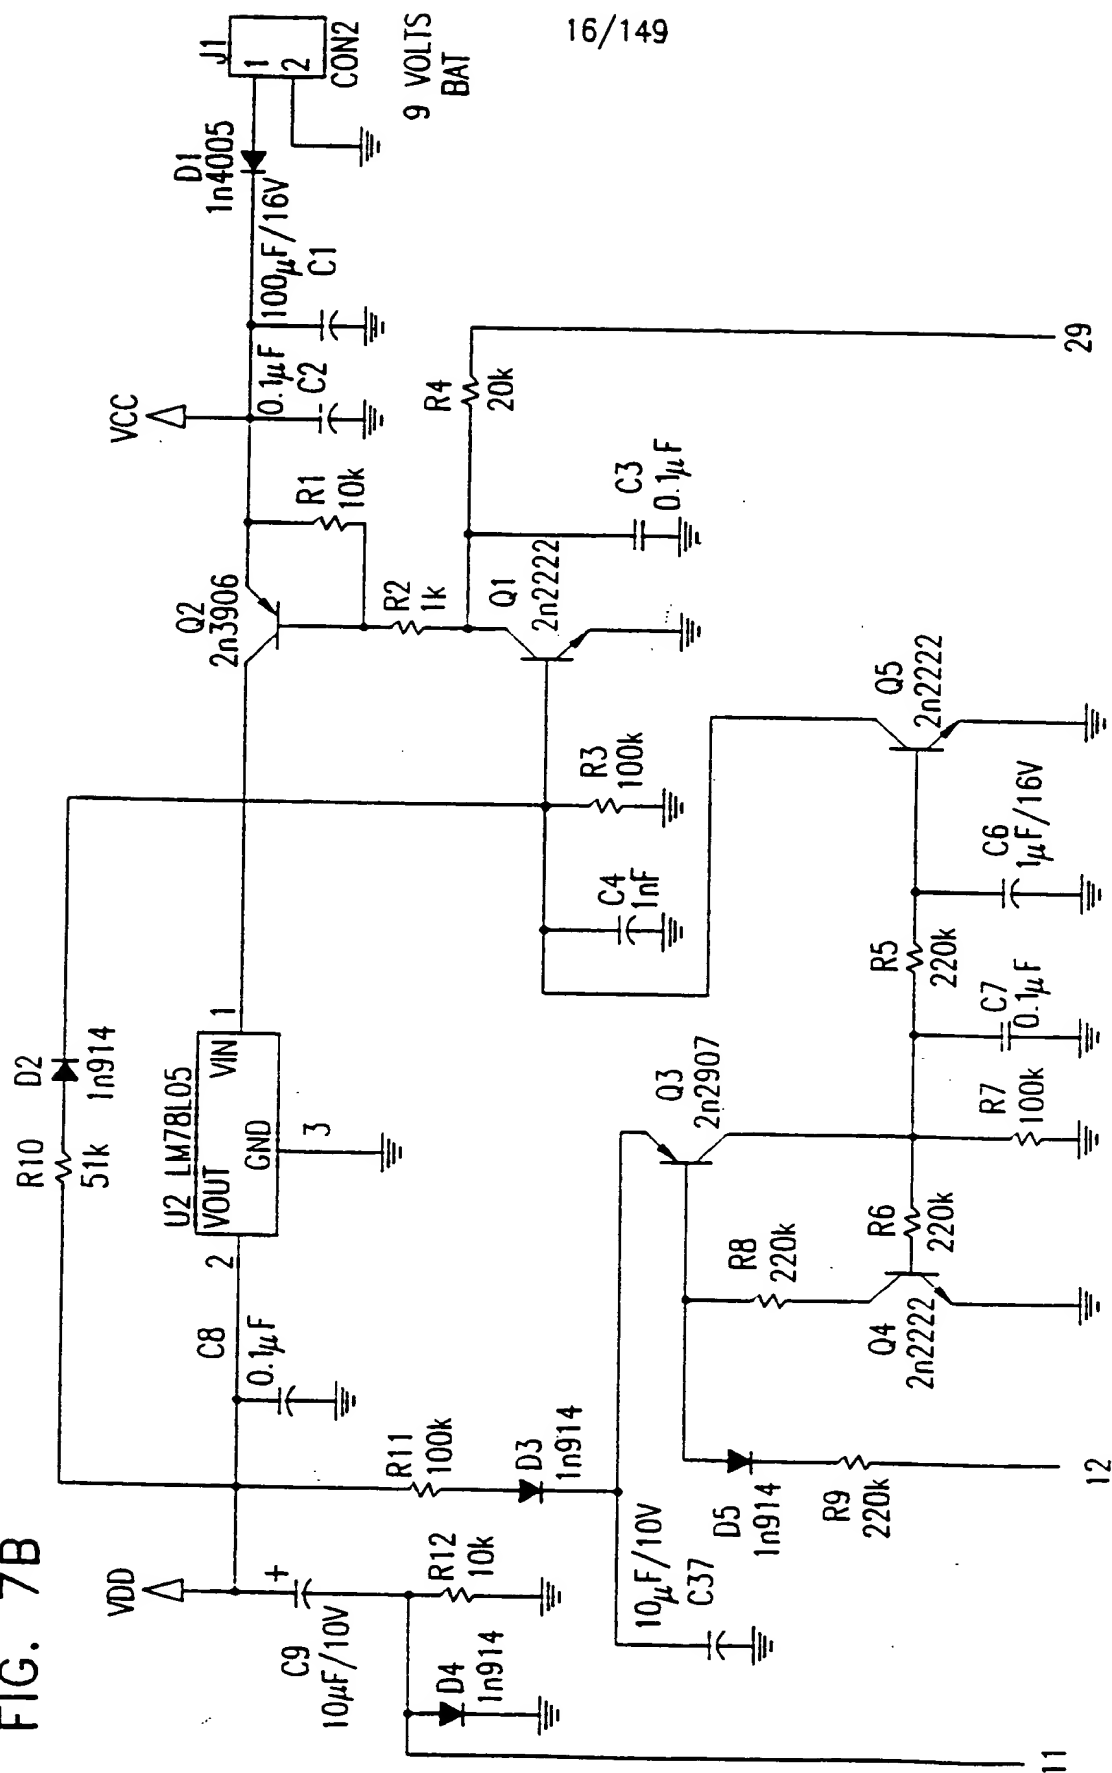 16/149
FIG. 7B
J1
1
2
CON2
9 VOLTS
BAT
D1
1n4005
100µF/16V
C1
0.1µF
C2
VCC
R1
10k
Q2
2n3906
R2
1k
R4
20k
29
C3
0.1µF
Q1
2n2222
R3
100k
C4
1nF
Q5
2n2222
C6
1µF/16V
R5
220k
C7
0.1µF
D2
1n914
R10
51k
U2 LM78L05
VIN
VOUT
GND
1
2
3
Q3
2n2907
R7
100k
R6
220k
R8
220k
Q4
2n2222
C8
0.1µF
R11
100k
D3
1n914
D5
1n914
R9
220k
12
VDD
+
C9
10µF/10V
R12
10k
10µF/10V
C37
D4
1n914
11